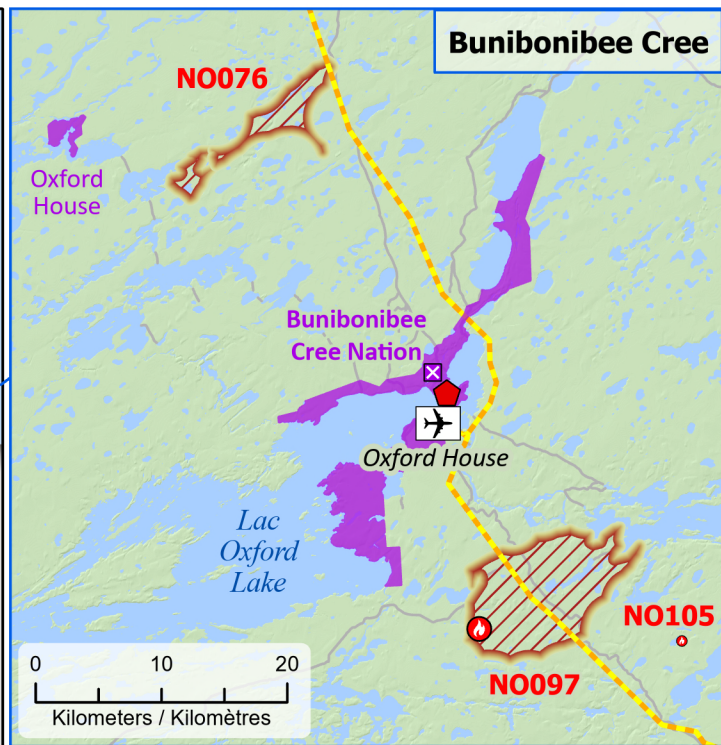 Bunibonibee Cree
NO076
Oxford
House
Bunibonibee
Cree Nation
Oxford House
Lac
Oxford
Lake
NO105
NO097
0 10 20
Kilometers / Kilomètres